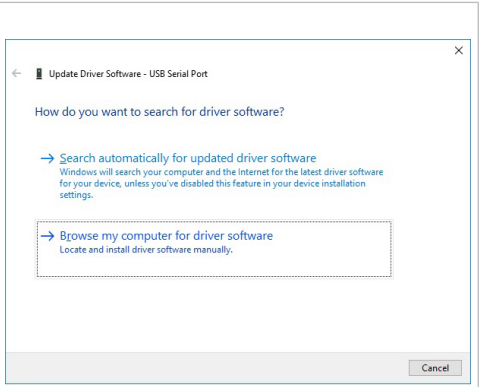 Update Driver Software - USB Serial Port
How do you want to search for driver software?
Search automatically for updated driver software
Windows will search your computer and the Internet for the latest driver software
for your device, unless you've disabled this feature in your device installation
settings.
Browse my computer for driver software
Locate and install driver software manually.
Cancel